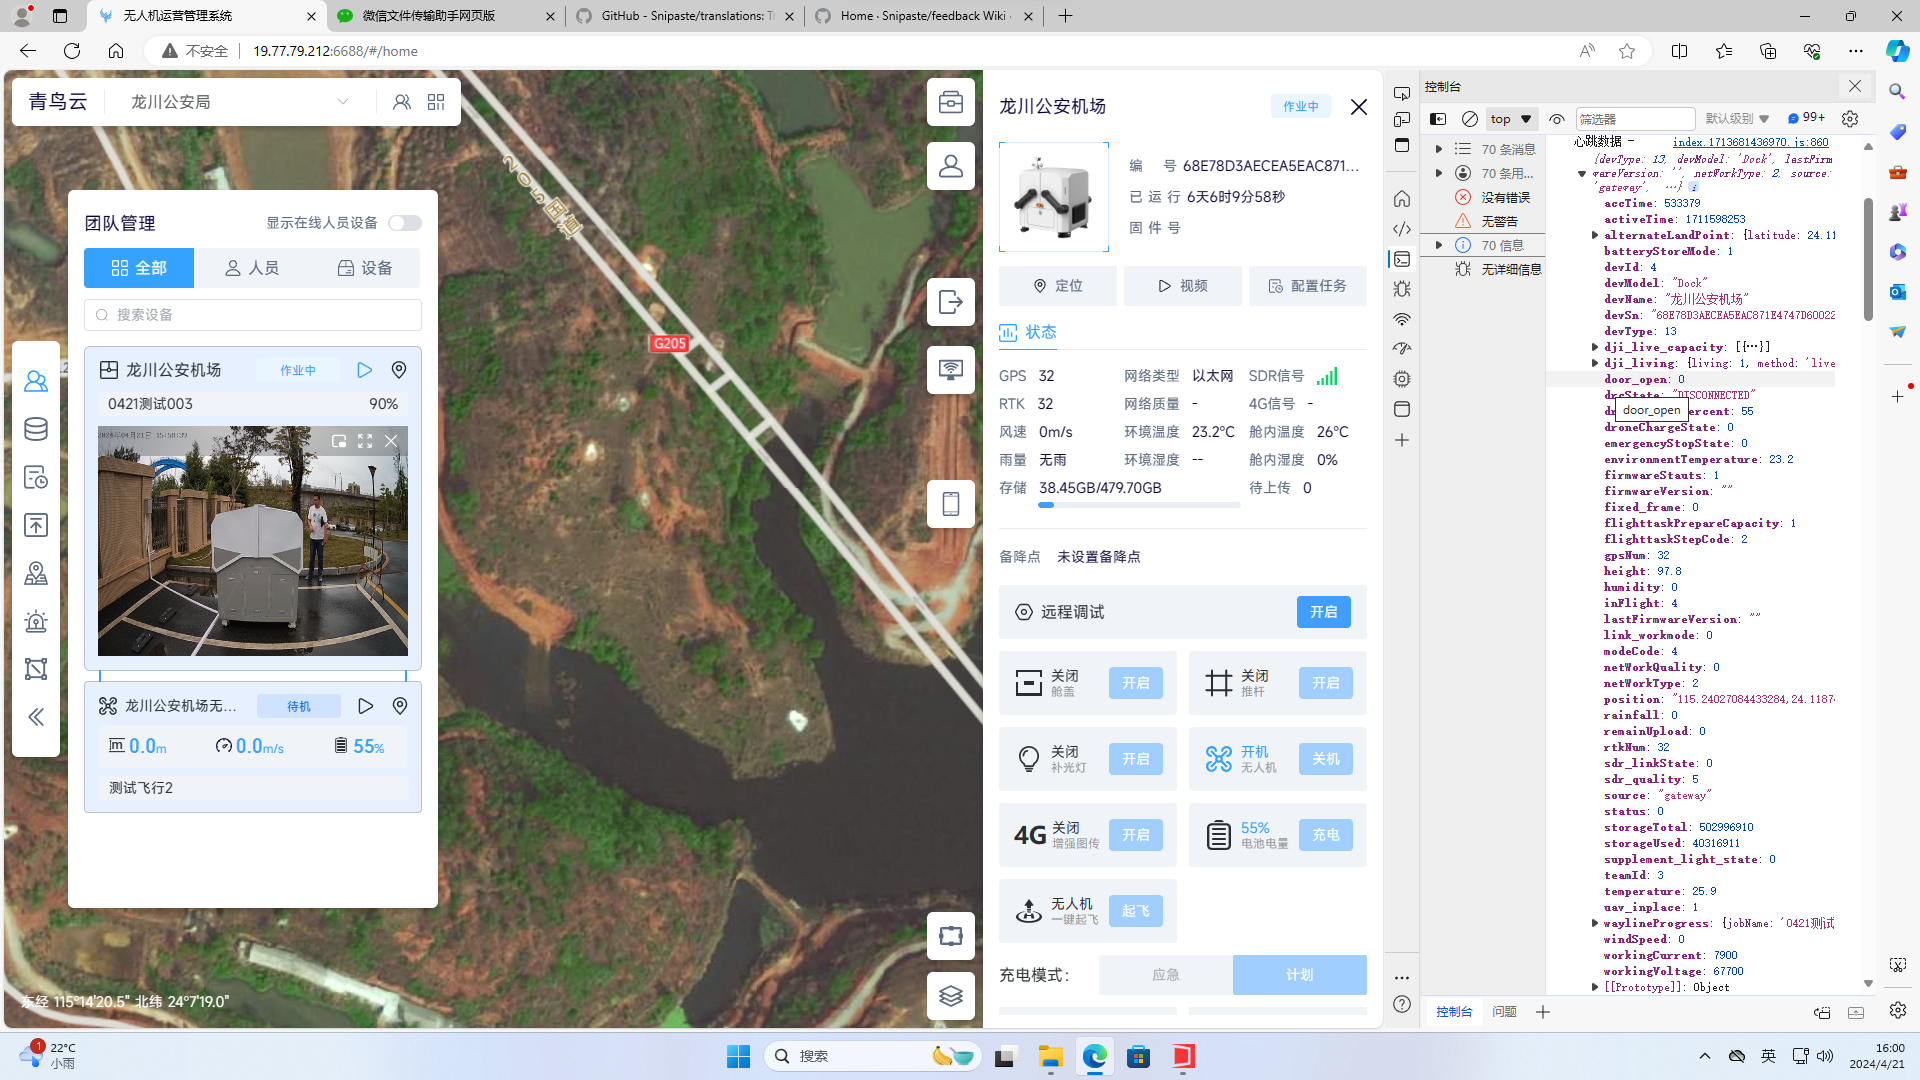 无人机运营管理系统
微信文件传输助手网页版
GitHub - Snipaste/translations: Tr
Home · Snipaste/feedback Wiki ·
不安全
19.77.79.212:6688/#/home
青鸟云
龙川公安局
团队管理
显示在线人员设备
全部
人员
设备
搜索设备
龙川公安机场
作业中
0421测试003
90%
龙川公安机场无...
待机
0.0m
0.0m/s
55%
测试飞行2
205国道
G205
东经 115°14'20.5" 北纬 24°7'19.0"
龙川公安机场
作业中
编 号 68E78D3AECEA5EAC871...
已运行 6天6时9分58秒
固件号
定位
视频
配置任务
状态
GPS 32 网络类型 以太网 SDR信号
RTK 32 网络质量 - 4G信号 -
风速 0m/s 环境温度 23.2°C 舱内温度 26°C
雨量 无雨 环境湿度 -- 舱内湿度 0%
存储 38.45GB/479.70GB 待上传 0
备降点 未设置备降点
远程调试 开启
关闭
舱盖
开启
关闭
推杆
开启
关闭
补光灯
开启
开机
无人机
关机
4G
关闭
增强图传
开启
55%
电池电量
充电
无人机
一键起飞
起飞
充电模式：
应急
计划
控制台
top
筛选器
默认级别
99+
70 条消息
70 条用...
没有错误
无警告
70 信息
无详细信息
心跳数据 - index.1713681436970.js:860
{devType: 13, devModel: 'Dock', lastFirm
wareVersion: '', netWorkType: 2, source:
'gateway', …}
accTime: 533379
activeTime: 1711598253
alternateLandPoint: {latitude: 24.11
batteryStoreMode: 1
devId: 4
devModel: "Dock"
devName: "龙川公安机场"
devSn: "68E78D3AECEA5EAC871E4747D60022
devType: 13
dji_live_capacity: [{…}]
dji_living: {living: 1, method: 'live
door_open: 0
drcState: "DISCONNECTED"
door_open
ercent: 55
droneChargeState: 0
emergencyStopState: 0
environmentTemperature: 23.2
firmwareStauts: 1
firmwareVersion: ""
fixed_frame: 0
flighttaskPrepareCapacity: 1
flighttaskStepCode: 2
gpsNum: 32
height: 97.8
humidity: 0
inFlight: 4
lastFirmwareVersion: ""
link_workmode: 0
modeCode: 4
netWorkQuality: 0
netWorkType: 2
position: "115.24027084433284,24.1187
rainfall: 0
remainUpload: 0
rtkNum: 32
sdr_linkState: 0
sdr_quality: 5
source: "gateway"
status: 0
storageTotal: 502996910
storageUsed: 40316911
supplement_light_state: 0
teamId: 3
temperature: 25.9
uav_inplace: 1
waylineProgress: {jobName: '0421测试
windSpeed: 0
workingCurrent: 7900
workingVoltage: 67700
[[Prototype]]: Object
控制台
问题
1
22°C
小雨
搜索
英
16:00
2024/4/21